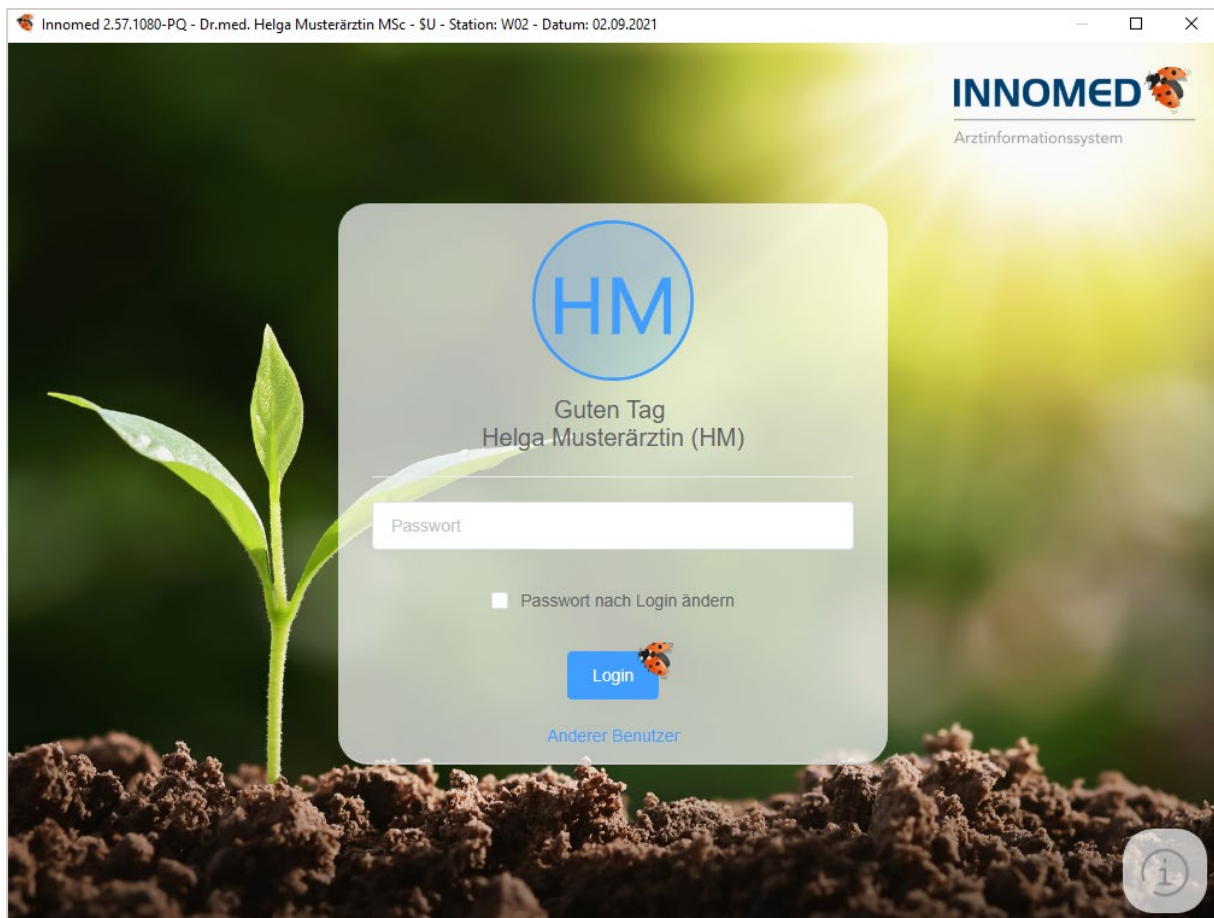 Innomed 2.57.1080-PQ - Dr.med. Helga Musterärztin MSc - $U - Station: W02 - Datum: 02.09.2021
INNOMED
Arztinformationssystem
HM
Guten Tag
Helga Musterärztin (HM)
Passwort
Passwort nach Login ändern
Login
Anderer Benutzer
i